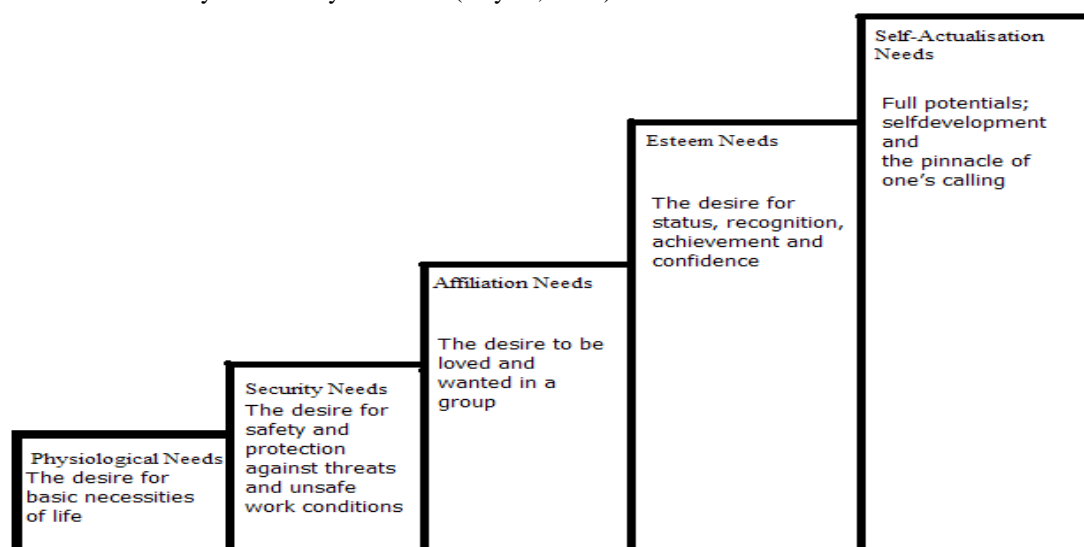 Self-Actualisation
Needs
Full potentials;
selfdevelopment
and
the pinnacle of
one's calling
Esteem Needs
The desire for
status, recognition,
achievement and
confidence
Affiliation Needs
The desire to be
loved and
wanted in a
group
Security Needs
The desire for
safety and
protection
against threats
and unsafe
work conditions
Physiological Needs
The desire for
basic necessities
of life